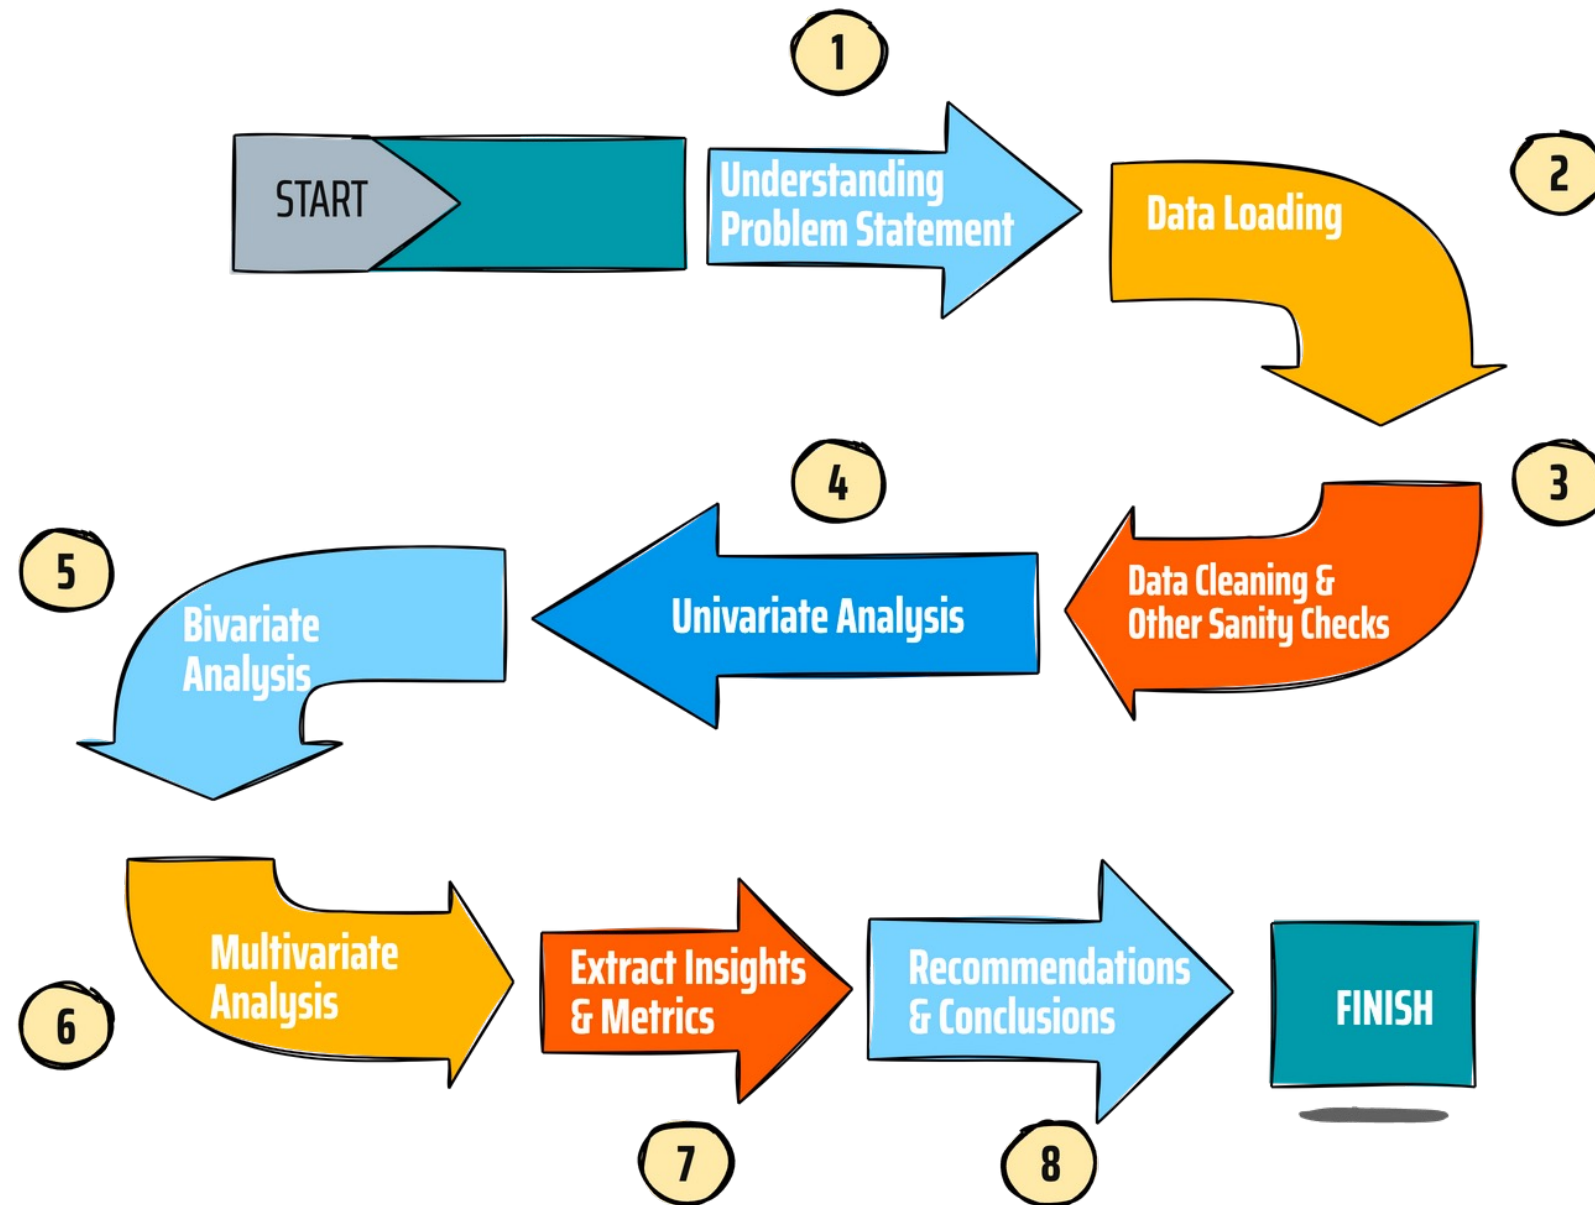 1
START
Understanding
Problem Statement
2
Data Loading
3
Data Cleaning &
Other Sanity Checks
4
Univariate Analysis
5
Bivariate
Analysis
6
Multivariate
Analysis
7
Extract Insights
& Metrics
8
Recommendations
& Conclusions
FINISH